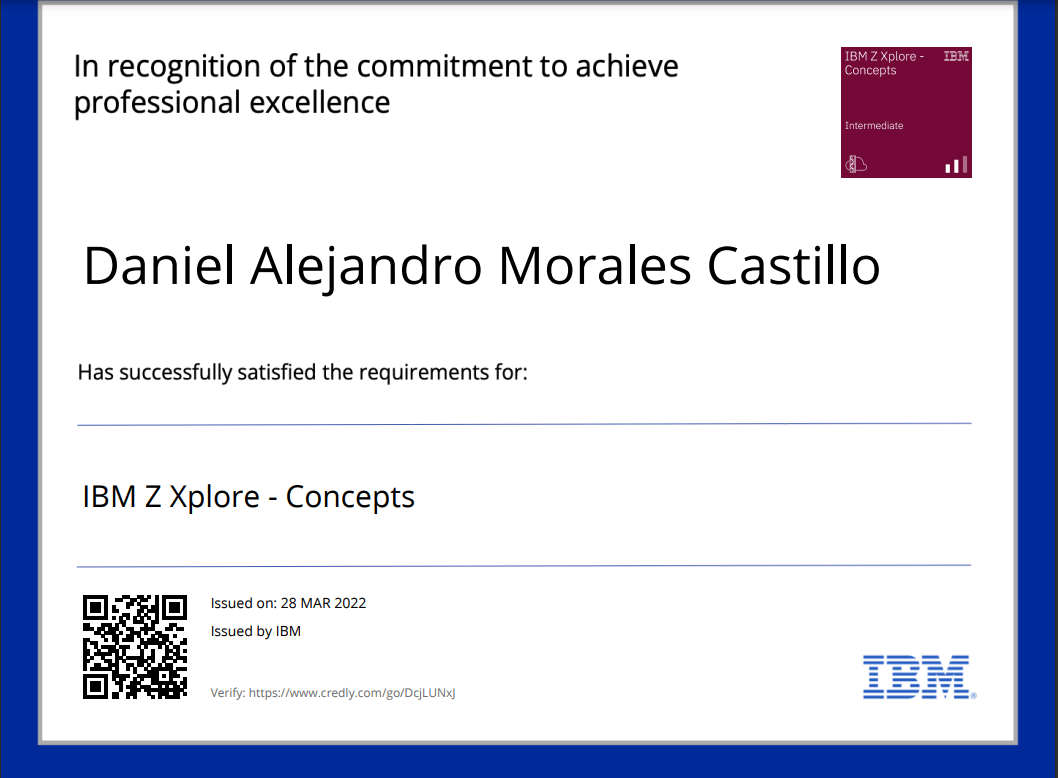 In recognition of the commitment to achieve
professional excellence
IBM Z Xplore -
Concepts
IBM
Intermediate
Daniel Alejandro Morales Castillo
Has successfully satisfied the requirements for:
IBM Z Xplore - Concepts
Issued on: 28 MAR 2022
Issued by IBM
Verify: https://www.credly.com/go/DcjLUNxJ
IBM®